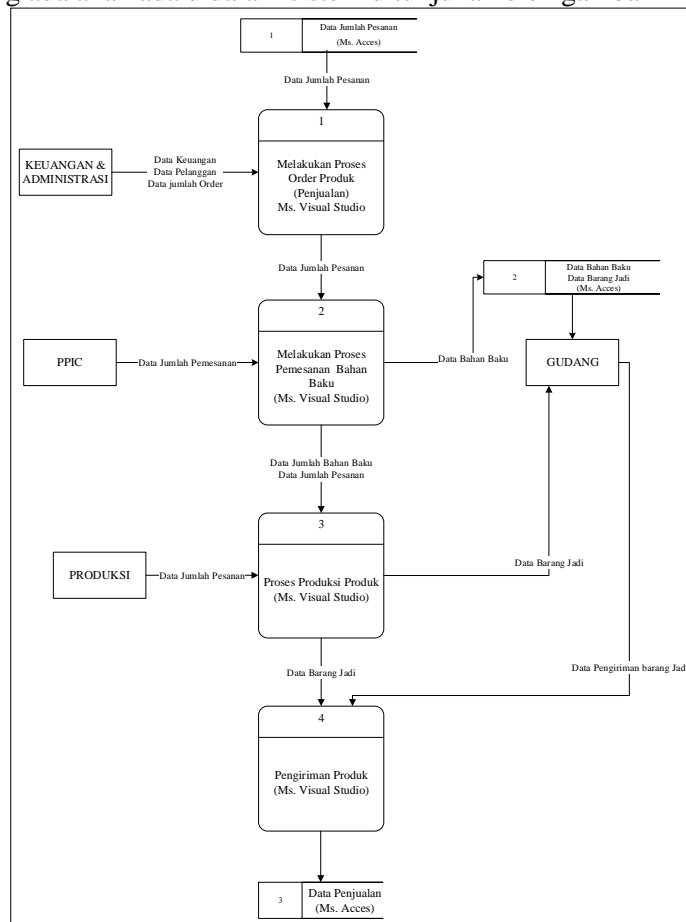 1
Data Jumlah Pesanan
(Ms. Acces)
Data Jumlah Pesanan
1
Melakukan Proses
Order Produk
(Penjualan)
Ms. Visual Studio
KEUANGAN &
ADMINISTRASI
Data Keuangan
Data Pelanggan
Data jumlah Order
Data Jumlah Pesanan
2
Data Bahan Baku
Data Barang Jadi
(Ms. Acces)
2
Melakukan Proses
Pemesanan Bahan
Baku
(Ms. Visual Studio)
PPIC
Data Jumlah Pemesanan
Data Bahan Baku
GUDANG
Data Jumlah Bahan Baku
Data Jumlah Pesanan
3
Proses Produksi Produk
(Ms. Visual Studio)
PRODUKSI
Data Jumlah Pesanan
Data Barang Jadi
Data Barang Jadi
Data Pengiriman barang Jad
4
Pengiriman Produk
(Ms. Visual Studio)
3
Data Penjualan
(Ms. Acces)